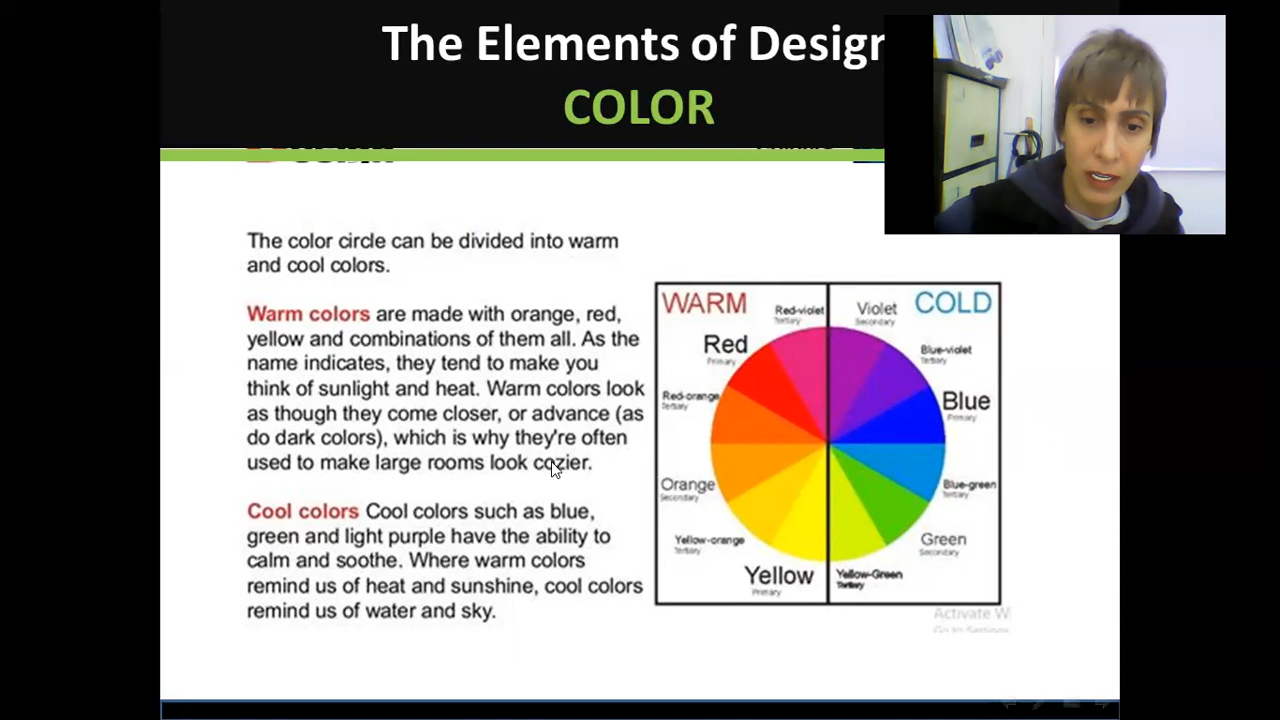 The Elements of Design
COLOR
The color circle can be divided into warm
and cool colors.
Warm colors are made with orange, red,
yellow and combinations of them all. As the
name indicates, they tend to make you
think of sunlight and heat. Warm colors look
as though they come closer, or advance (as
do dark colors), which is why they're often
used to make large rooms look cozier.
Cool colors Cool colors such as blue,
green and light purple have the ability to
calm and soothe. Where warm colors
remind us of heat and sunshine, cool colors
remind us of water and sky.
WARM
COLD
Red-violet
Tertiary
Violet
Secondary
Red
Primary
Blue-violet
Tertiary
Red-orange
Tertiary
Blue
Primary
Orange
Secondary
Blue-green
Tertiary
Yellow-orange
Tertiary
Green
Secondary
Yellow
Primary
Yellow-Green
Tertiary
Activate Wi
Go to Settings